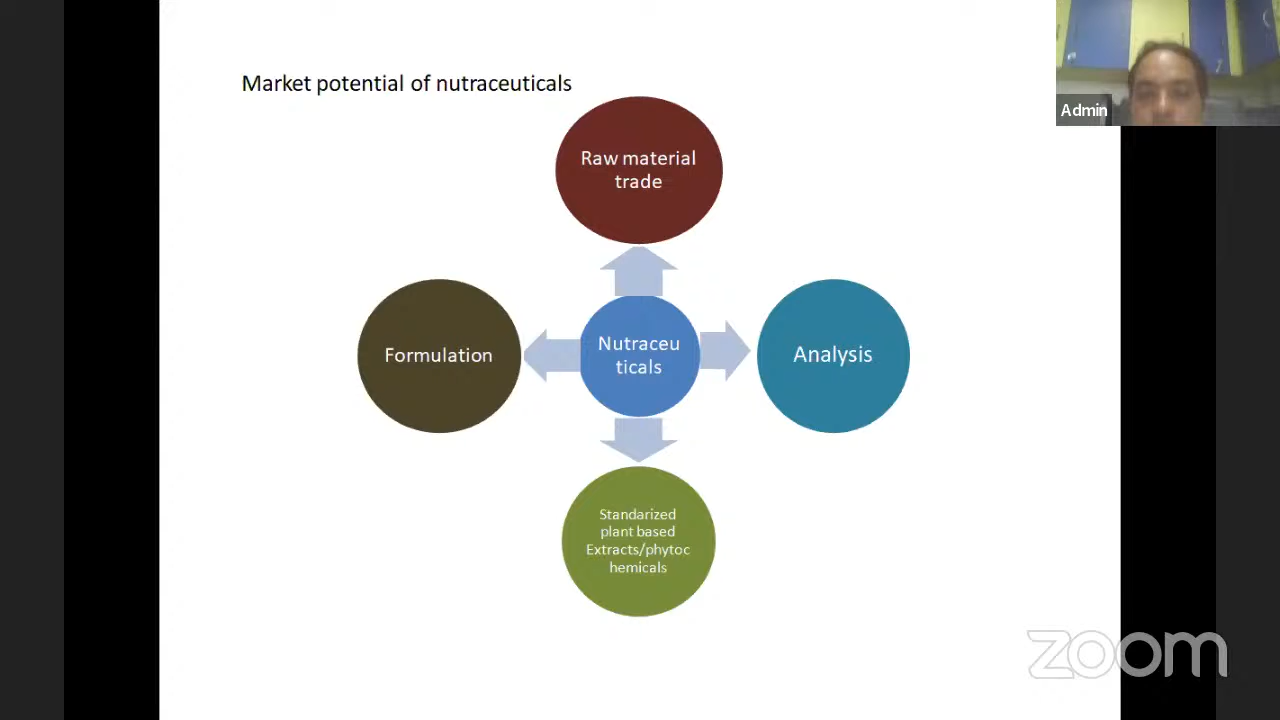 Market potential of nutraceuticals
Admin
Raw material
trade
Formulation
Nutraceu
ticals
Analysis
Standarized
plant based
Extracts/phytoc
hemicals
zoom